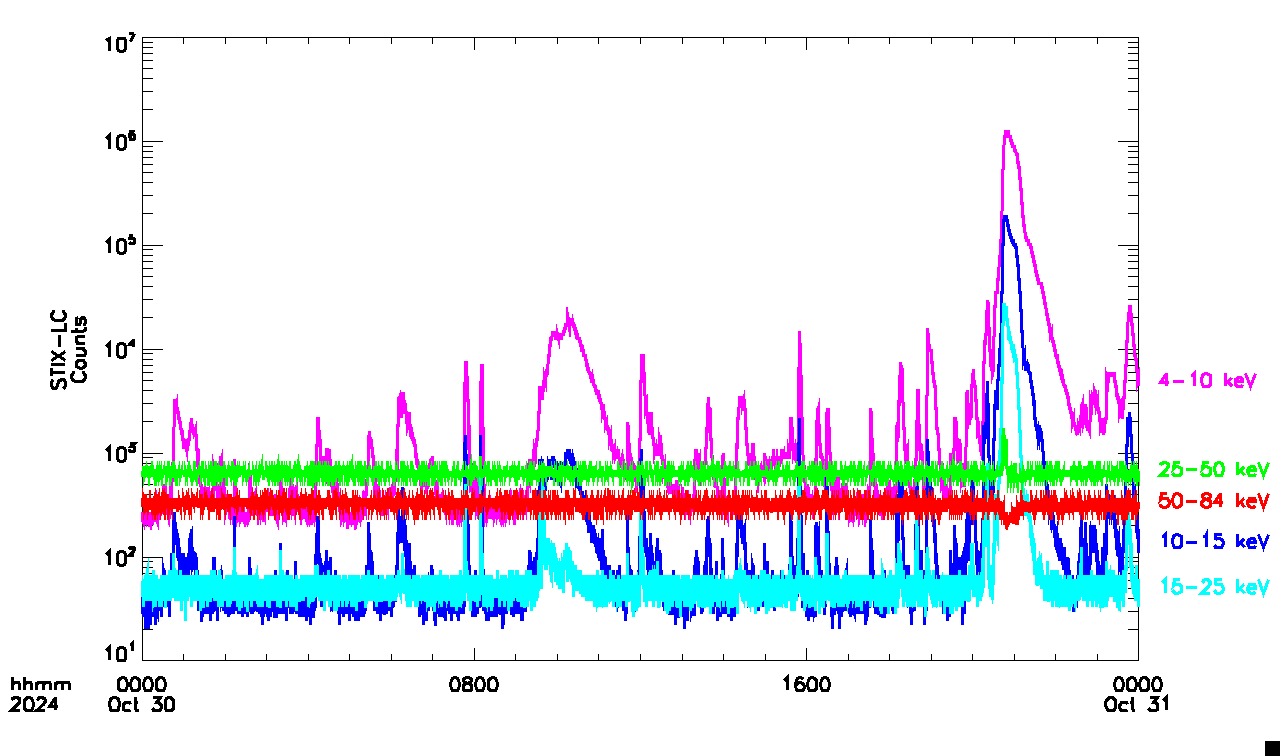 10⁷
10⁶
10⁵
10⁴
10³
10²
10¹
STIX-LC
Counts
4-10 keV
25-50 keV
50-84 keV
10-15 keV
15-25 keV
hhmm 0000 0800 1600 0000
2024 Oct 30 Oct 31